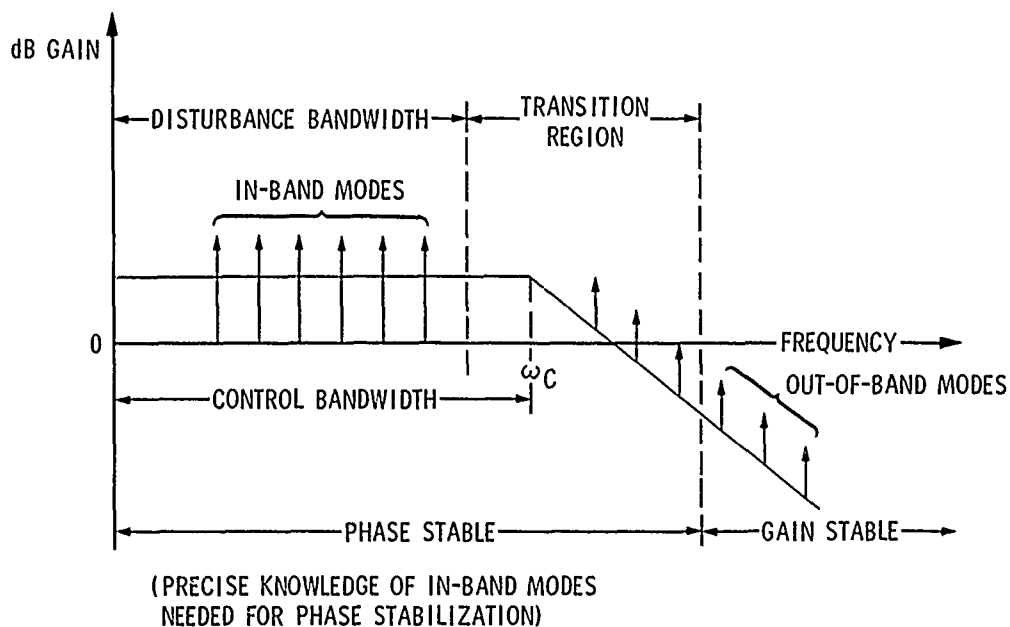 dB GAIN
DISTURBANCE BANDWIDTH
TRANSITION
REGION
IN-BAND MODES
0
FREQUENCY
ωC
OUT-OF-BAND MODES
CONTROL BANDWIDTH
PHASE STABLE
GAIN STABLE
(PRECISE KNOWLEDGE OF IN-BAND MODES
NEEDED FOR PHASE STABILIZATION)